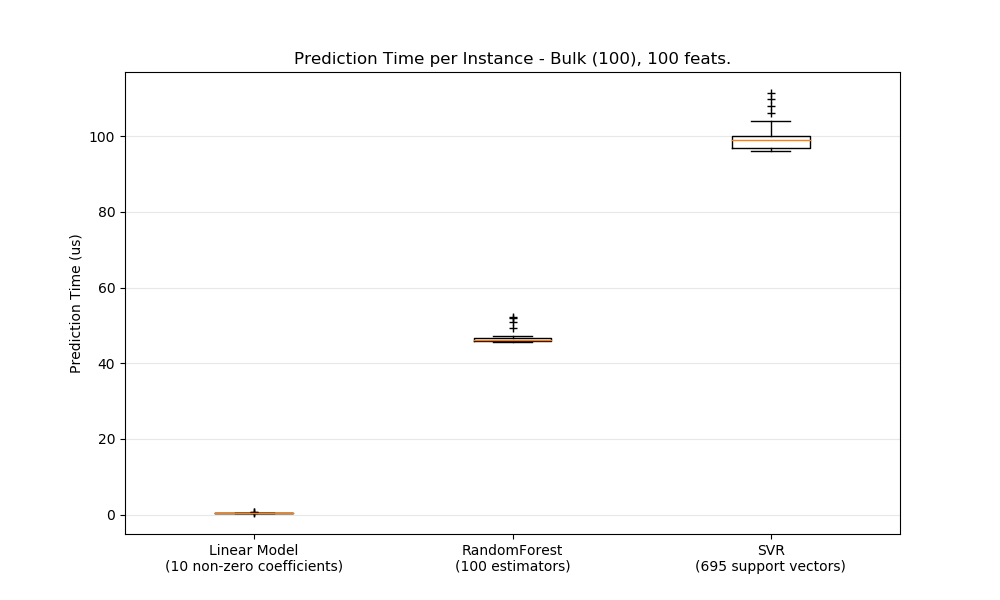 Prediction Time per Instance - Bulk (100), 100 feats.
Prediction Time (us)
100
80
60
40
20
0
Linear Model
(10 non-zero coefficients)
RandomForest
(100 estimators)
SVR
(695 support vectors)